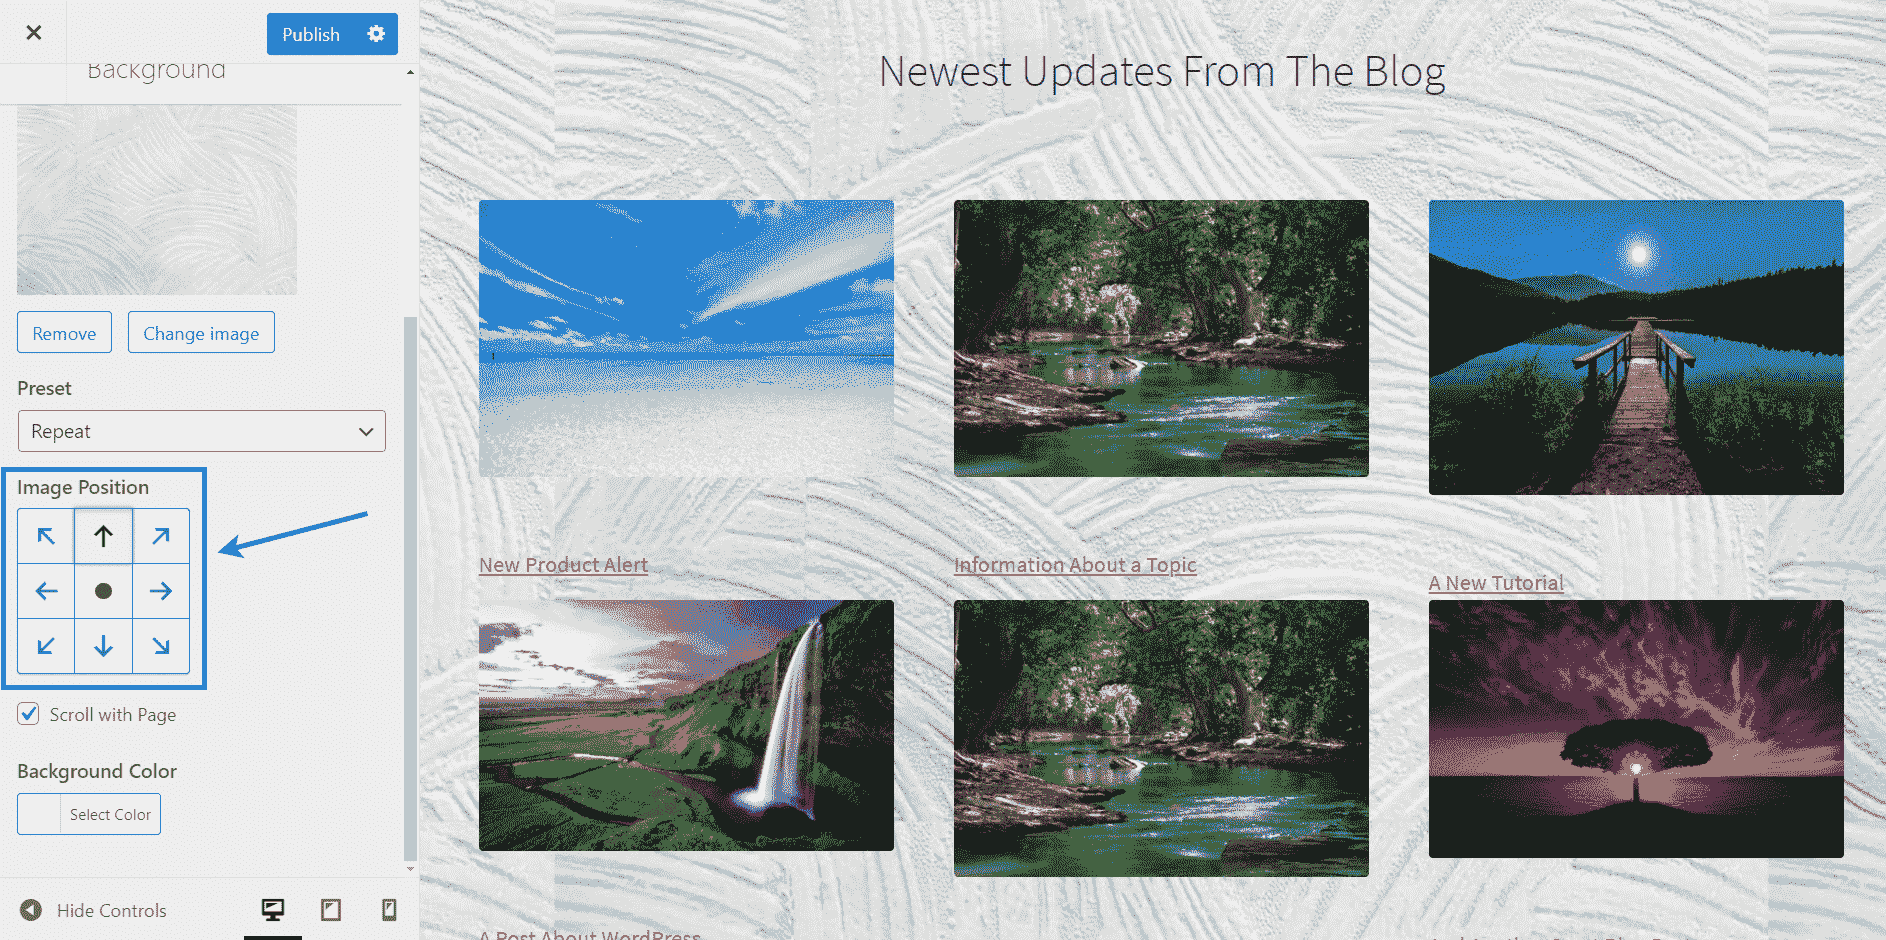 Publish
Background
Remove
Change image
Preset
Repeat
Image Position
Scroll with Page
Background Color
Select Color
Hide Controls
Newest Updates From The Blog
New Product Alert
Information About a Topic
A New Tutorial
A Post About WordPress